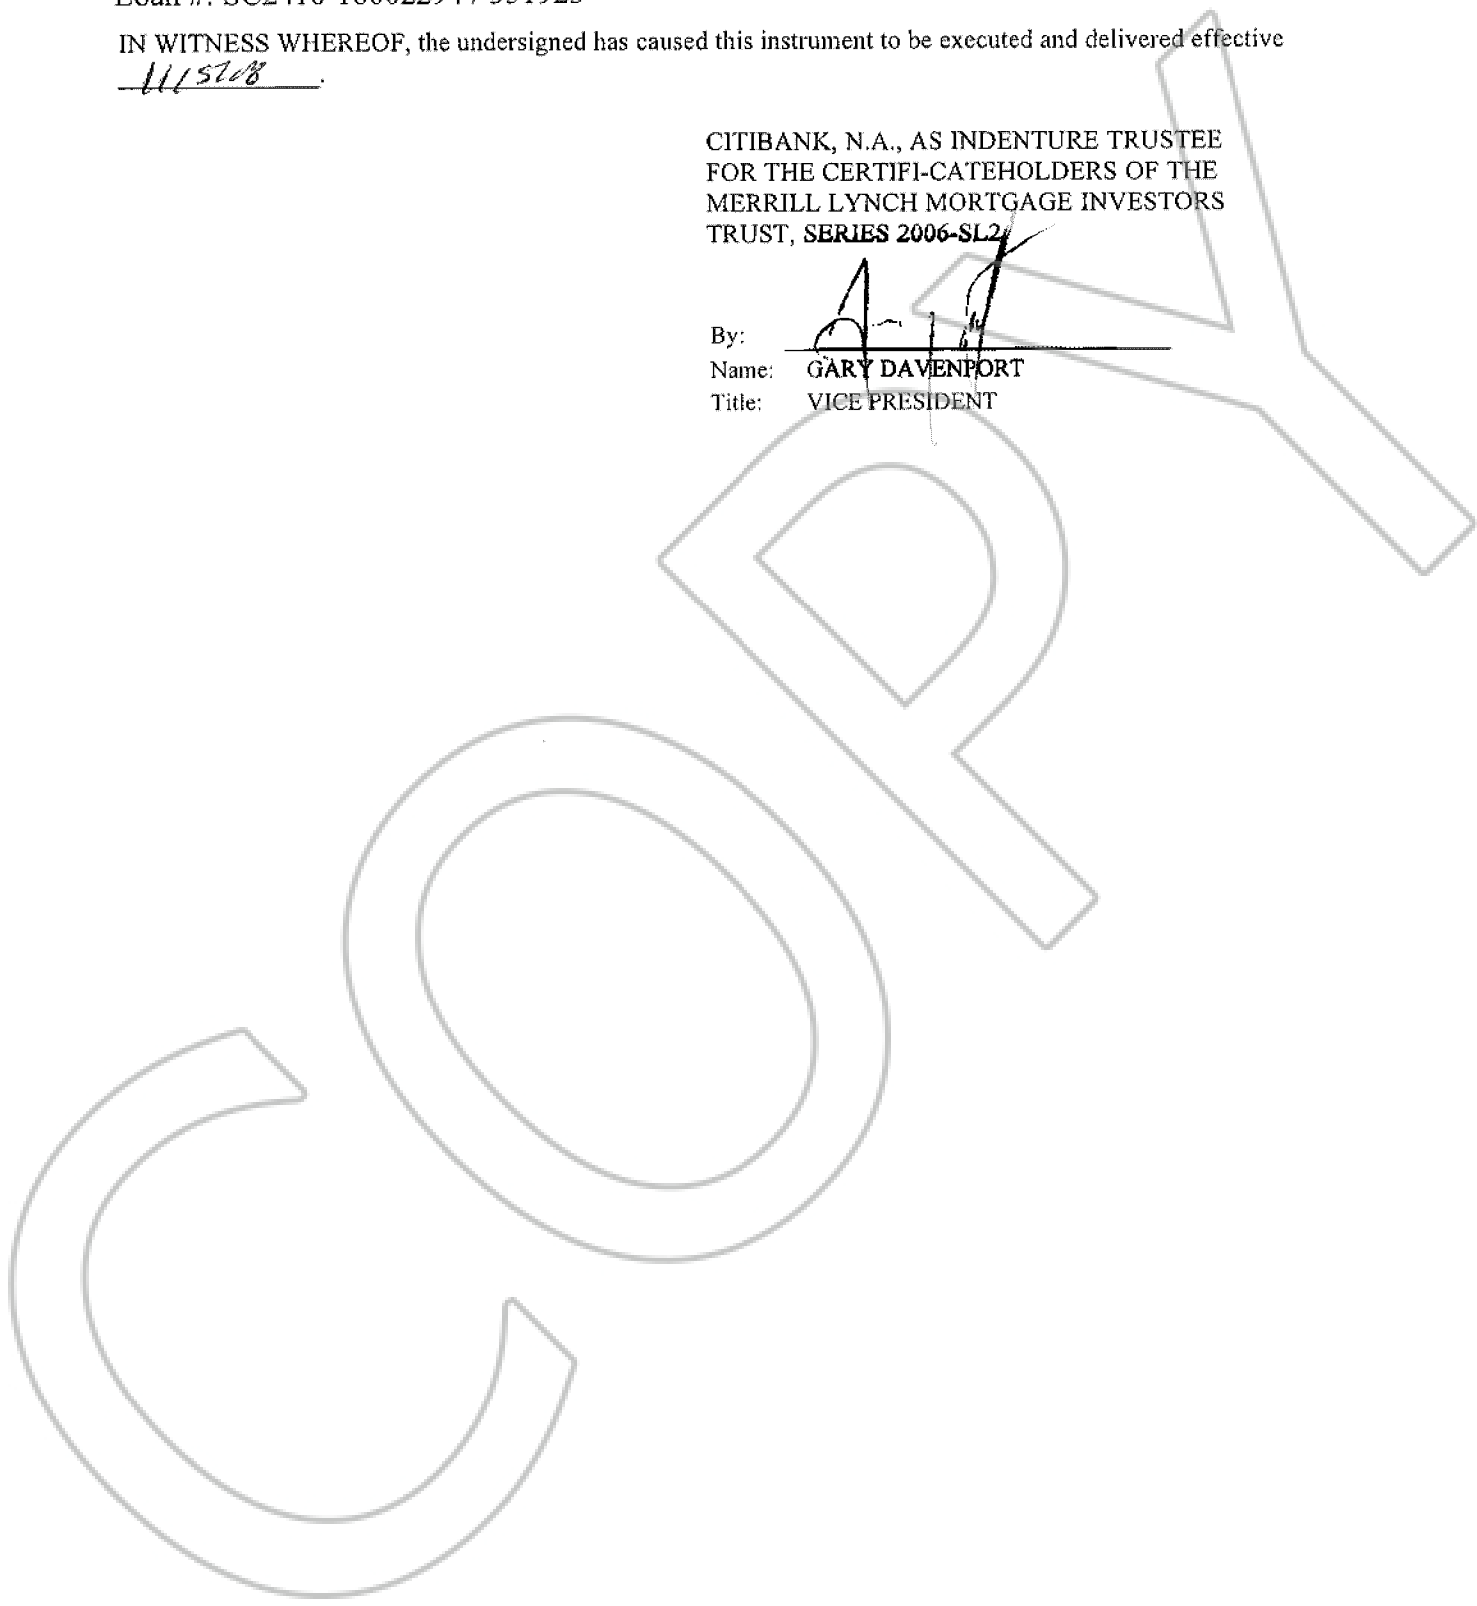 IN WITNESS WHEREOF, the undersigned has caused this instrument to be executed and delivered effective
CITIBANK, N.A., AS INDENTURE TRUSTEE
FOR THE CERTIFI-CATEHOLDERS OF THE
MERRILL LYNCH MORTGAGE INVESTORS
TRUST, SERIES 2006-SL2
By:
Name: GARY DAVENPORT
Title: VICE PRESIDENT
COPY